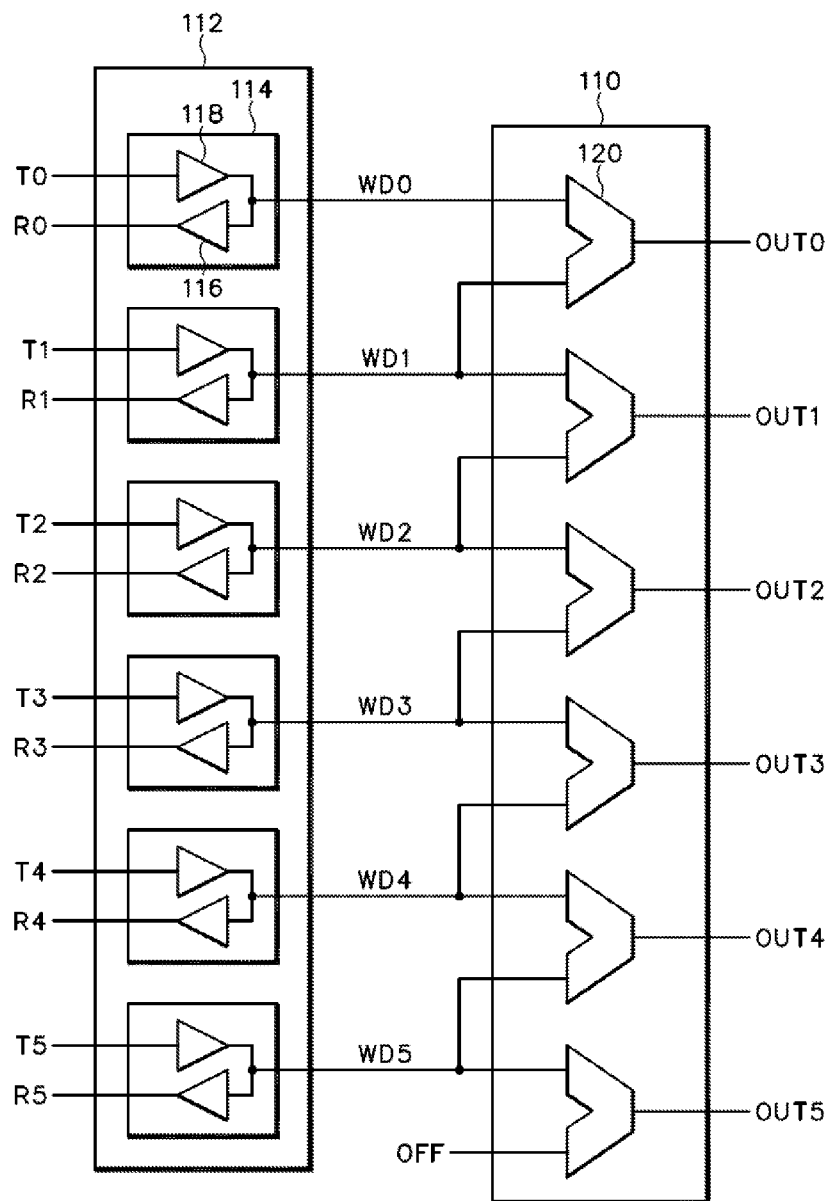 112
114
110
118
120
T0
WD0
R0
OUT0
116
T1
WD1
R1
OUT1
T2
WD2
R2
OUT2
T3
WD3
R3
OUT3
T4
WD4
R4
OUT4
T5
WD5
R5
OUT5
OFF